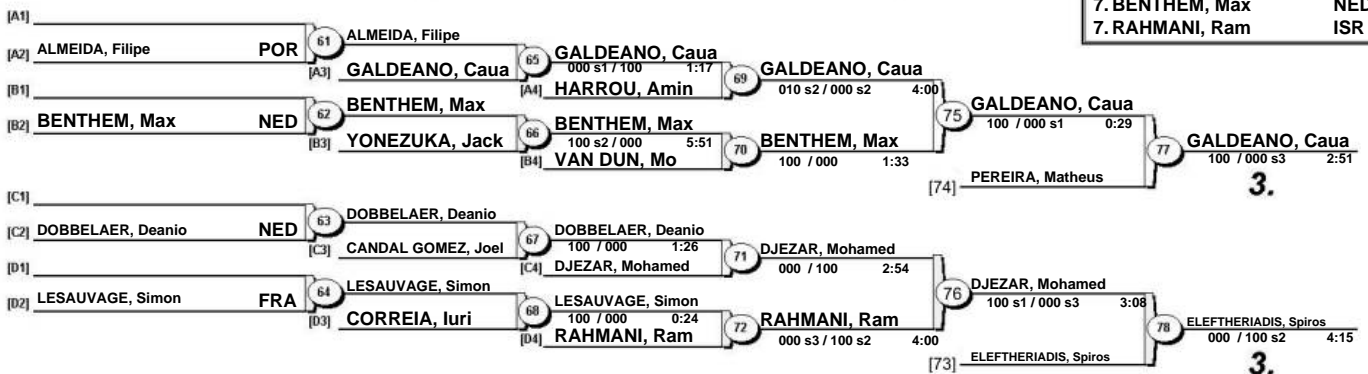 7. BENTHEM, Max NED
7. RAHMANI, Ram ISR
[A1]
[A2] ALMEIDA, Filipe POR
61
ALMEIDA, Filipe
[A3] GALDEANO, Caua
65
GALDEANO, Caua
000 s1 / 100 1:17
[A4] HARROU, Amin
69
GALDEANO, Caua
010 s2 / 000 s2 4:00
[B1]
[B2] BENTHEM, Max NED
62
BENTHEM, Max
[B3] YONEZUKA, Jack
66
BENTHEM, Max
100 s2 / 000 5:51
[B4] VAN DUN, Mo
70
BENTHEM, Max
100 / 000 1:33
75
GALDEANO, Caua
100 / 000 s1 0:29
[74] PEREIRA, Matheus
77
GALDEANO, Caua
100 / 000 s3 2:51
3.
[C1]
[C2] DOBBELAER, Deanio NED
63
DOBBELAER, Deanio
[C3] CANDAL GOMEZ, Joel
67
DOBBELAER, Deanio
100 / 000 1:26
[C4] DJEZAR, Mohamed
71
DJEZAR, Mohamed
000 / 100 2:54
[D1]
[D2] LESAUVAGE, Simon FRA
64
LESAUVAGE, Simon
[D3] CORREIA, Iuri
68
LESAUVAGE, Simon
100 / 000 0:24
[D4] RAHMANI, Ram
72
RAHMANI, Ram
000 s3 / 100 s2 4:00
76
DJEZAR, Mohamed
100 s1 / 000 s3 3:08
[73] ELEFTHERIADIS, Spiros
78
ELEFTHERIADIS, Spiros
000 / 100 s2 4:15
3.